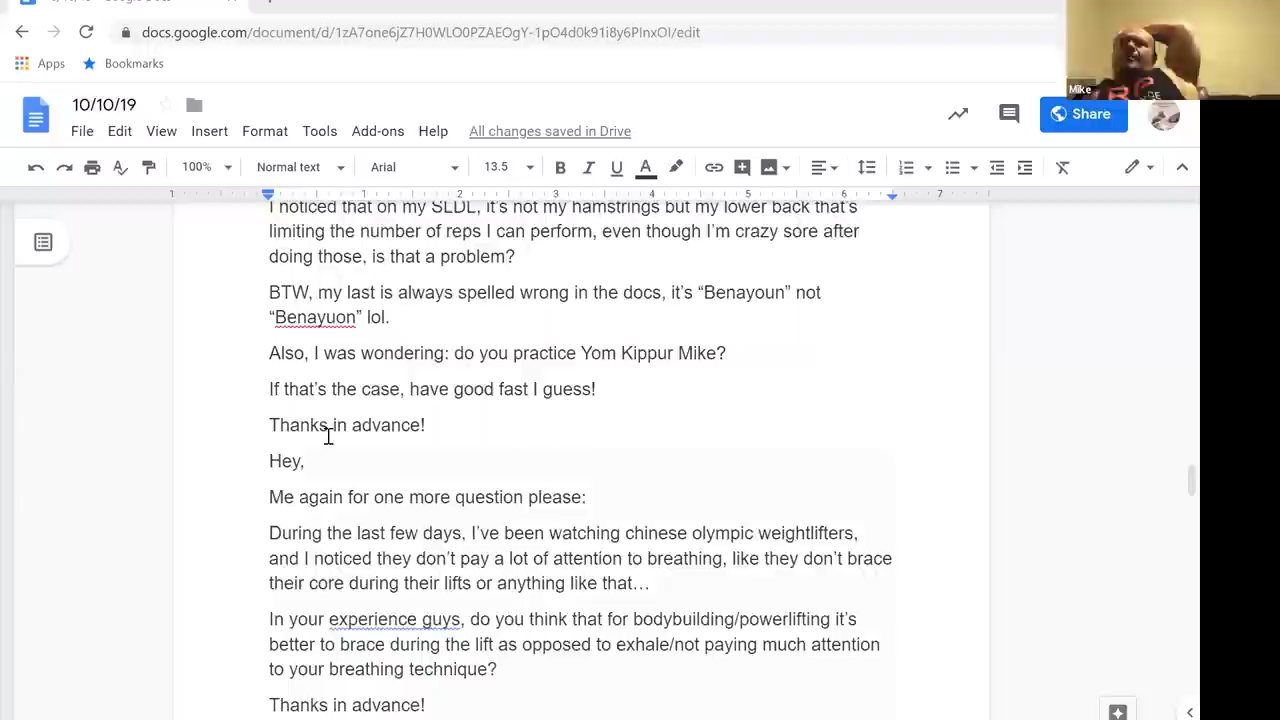 docs.google.com/document/d/1zA7one6jZ7H0WLO0PZAEOgY-1pO4d0k91i8y6PInxOI/edit
Apps
Bookmarks
Mike
10/10/19
File Edit View Insert Format Tools Add-ons Help All changes saved in Drive
Share
100% Normal text Arial 13.5 B I U A
1 1 2 3 4 5 6 7
I noticed that on my SLDL, it's not my hamstrings but my lower back that's
limiting the number of reps I can perform, even though I'm crazy sore after
doing those, is that a problem?
BTW, my last is always spelled wrong in the docs, it's “Benayoun” not
“Benayuon” lol.
Also, I was wondering: do you practice Yom Kippur Mike?
If that's the case, have good fast I guess!
Thanks in advance!
Hey,
Me again for one more question please:
During the last few days, I've been watching chinese olympic weightlifters,
and I noticed they don't pay a lot of attention to breathing, like they don't brace
their core during their lifts or anything like that…
In your experience guys, do you think that for bodybuilding/powerlifting it's
better to brace during the lift as opposed to exhale/not paying much attention
to your breathing technique?
Thanks in advance!